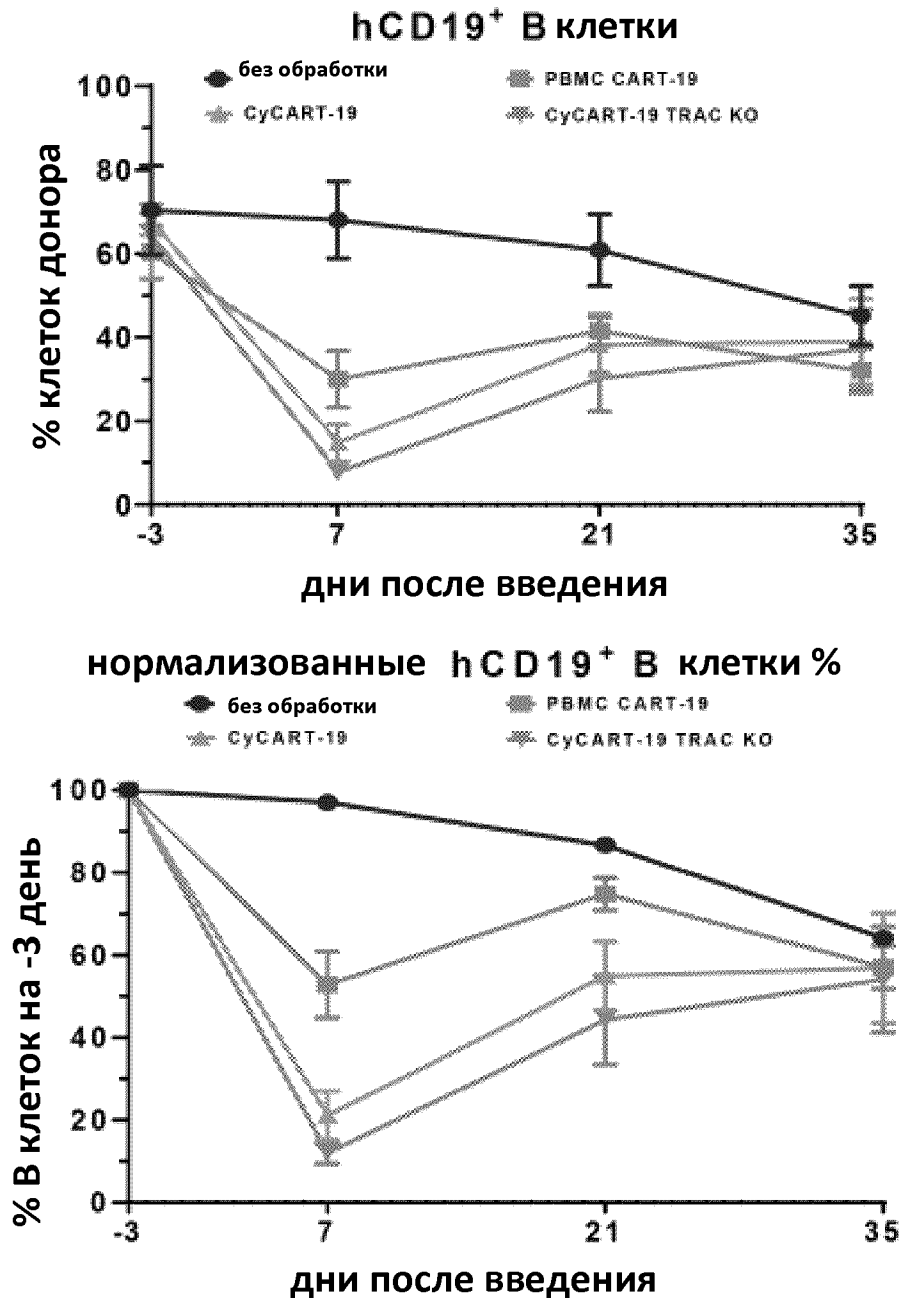 hCD19+ В клетки
без обработки
PBMC CART-19
CyCART-19
CyCART-19 TRAC KO
% клеток донора
100
80
60
40
20
0
-3
7
21
35
дни после введения
нормализованные hCD19+ B клетки %
без обработки
PBMC CART-19
CyCART-19
CyCART-19 TRAC KO
% В клеток на -3 день
100
80
60
40
20
0
-3
7
21
35
дни после введения